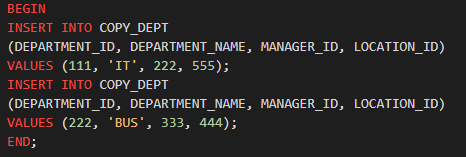 BEGIN
INSERT INTO COPY_DEPT
(DEPARTMENT_ID, DEPARTMENT_NAME, MANAGER_ID, LOCATION_ID)
VALUES (111, 'IT', 222, 555);
INSERT INTO COPY_DEPT
(DEPARTMENT_ID, DEPARTMENT_NAME, MANAGER_ID, LOCATION_ID)
VALUES (222, 'BUS', 333, 444);
END;